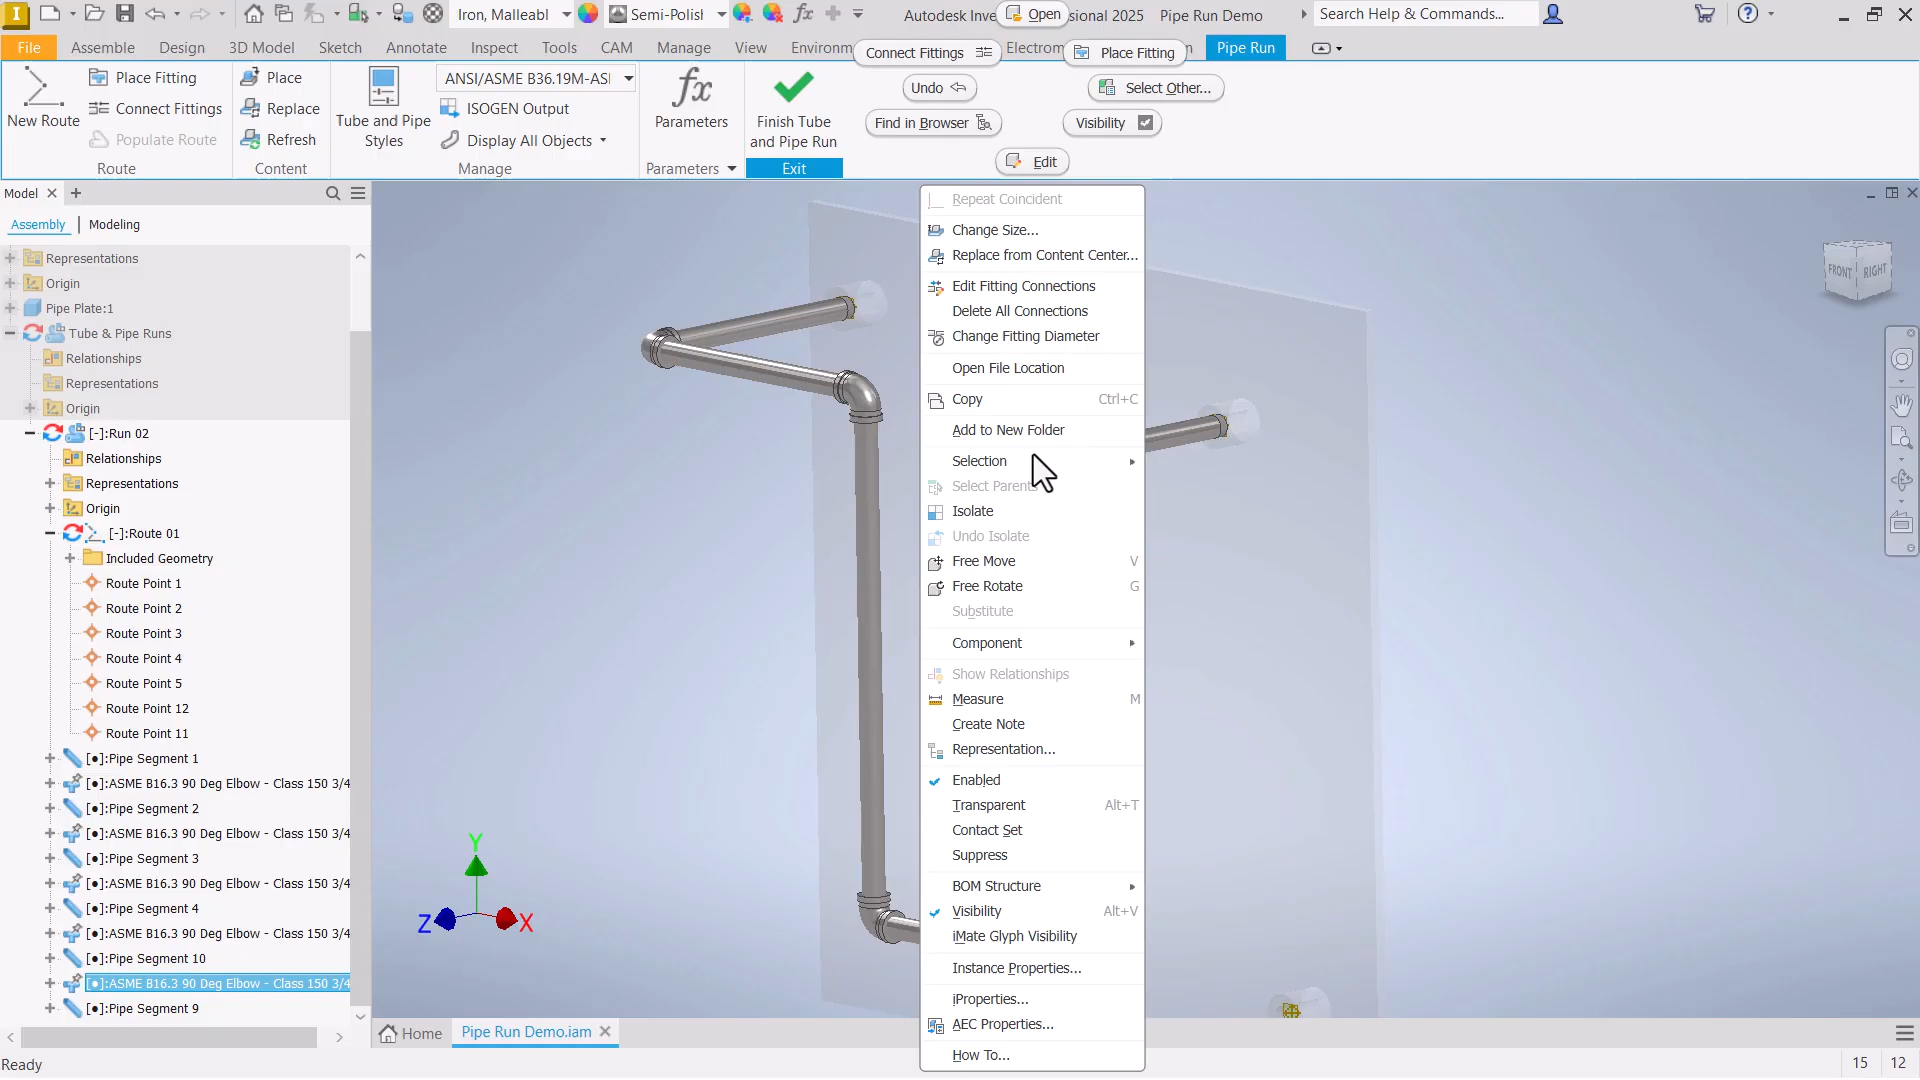 Iron, Malleabl
Semi-Polisl
Autodesk Inve
Open
sional 2025
Pipe Run Demo
Search Help & Commands...
File
Assemble
Design
3D Model
Sketch
Annotate
Inspect
Tools
CAM
Manage
View
Environm
Connect Fittings
Electrom
Place Fitting
Pipe Run
New Route
Place Fitting
Connect Fittings
Populate Route
Route
Place
Replace
Refresh
Content
Tube and Pipe
Styles
ANSI/ASME B36.19M-ASI
ISOGEN Output
Display All Objects
Manage
Parameters
Parameters
Finish Tube
and Pipe Run
Exit
Undo
Select Other...
Find in Browser
Visibility
Edit
Model
Assembly
Modeling
Representations
Origin
Pipe Plate:1
Tube & Pipe Runs
Relationships
Representations
Origin
[-]:Run 02
Relationships
Representations
Origin
[-]:Route 01
Included Geometry
Route Point 1
Route Point 2
Route Point 3
Route Point 4
Route Point 5
Route Point 12
Route Point 11
[•]:Pipe Segment 1
[•]:ASME B16.3 90 Deg Elbow - Class 150 3/4
[•]:Pipe Segment 2
[•]:ASME B16.3 90 Deg Elbow - Class 150 3/4
[•]:Pipe Segment 3
[•]:ASME B16.3 90 Deg Elbow - Class 150 3/4
[•]:Pipe Segment 4
[•]:ASME B16.3 90 Deg Elbow - Class 150 3/4
[•]:Pipe Segment 10
[•]:ASME B16.3 90 Deg Elbow - Class 150 3/4
[•]:Pipe Segment 9
Repeat Coincident
Change Size...
Replace from Content Center...
Edit Fitting Connections
Delete All Connections
Change Fitting Diameter
Open File Location
Copy Ctrl+C
Add to New Folder
Selection
Select Parent
Isolate
Undo Isolate
Free Move V
Free Rotate G
Substitute
Component
Show Relationships
Measure M
Create Note
Representation...
Enabled
Transparent Alt+T
Contact Set
Suppress
BOM Structure
Visibility Alt+V
iMate Glyph Visibility
Instance Properties...
iProperties...
AEC Properties...
How To...
FRONT
RIGHT
Y
Z
X
Home
Pipe Run Demo.iam
Ready
15
12